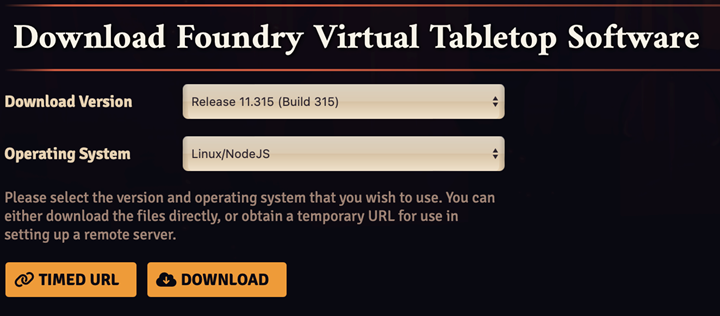 Download Foundry Virtual Tabletop Software
Download Version
Release 11.315 (Build 315)
Operating System
Linux/NodeJS
Please select the version and operating system that you wish to use. You can
either download the files directly, or obtain a temporary URL for use in
setting up a remote server.
TIMED URL
DOWNLOAD